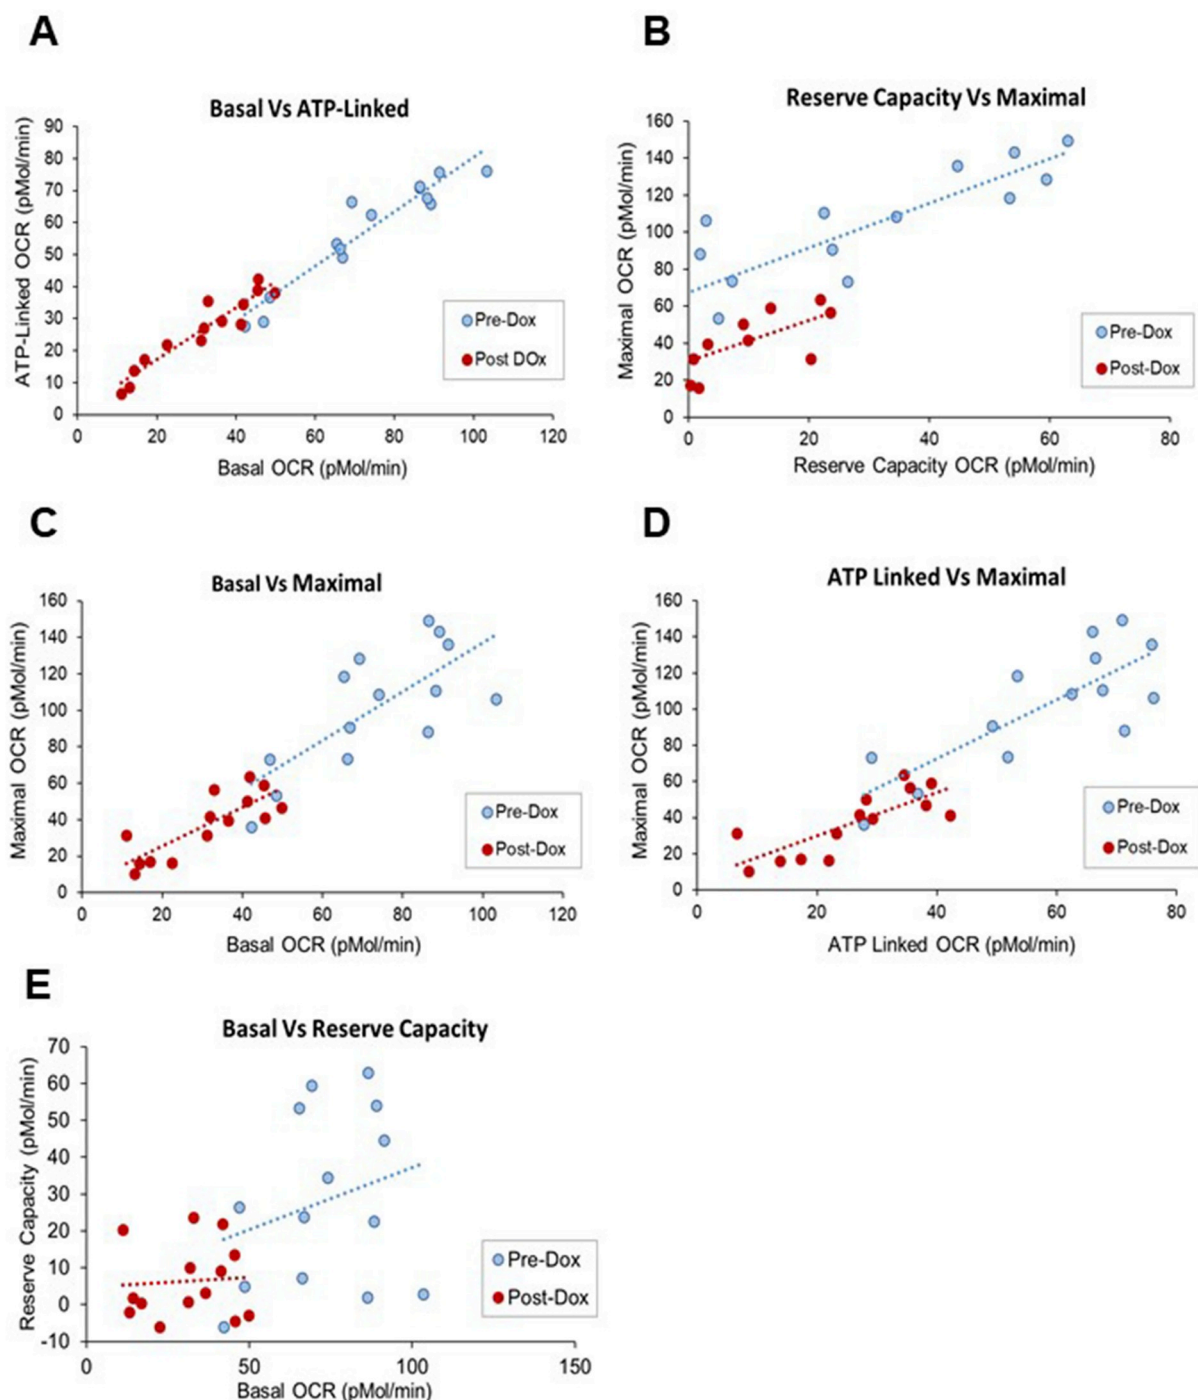 A
Basal Vs ATP-Linked
ATP-Linked OCR (pMol/min)
90
80
70
60
50
40
30
20
10
0
0 20 40 60 80 100 120
Basal OCR (pMol/min)
Pre-Dox
Post DOx
B
Reserve Capacity Vs Maximal
Maximal OCR (pMol/min)
160
140
120
100
80
60
40
20
0
0 20 40 60 80
Reserve Capacity OCR (pMol/min)
Pre-Dox
Post-Dox
C
Basal Vs Maximal
Maximal OCR (pMol/min)
160
140
120
100
80
60
40
20
0
0 20 40 60 80 100 120
Basal OCR (pMol/min)
Pre-Dox
Post-Dox
D
ATP Linked Vs Maximal
Maximal OCR (pMol/min)
160
140
120
100
80
60
40
20
0
0 20 40 60 80
ATP Linked OCR (pMol/min)
Pre-Dox
Post-Dox
E
Basal Vs Reserve Capacity
Reserve Capacity (pMol/min)
70
60
50
40
30
20
10
0
-10
0 50 100 150
Basal OCR (pMol/min)
Pre-Dox
Post-Dox